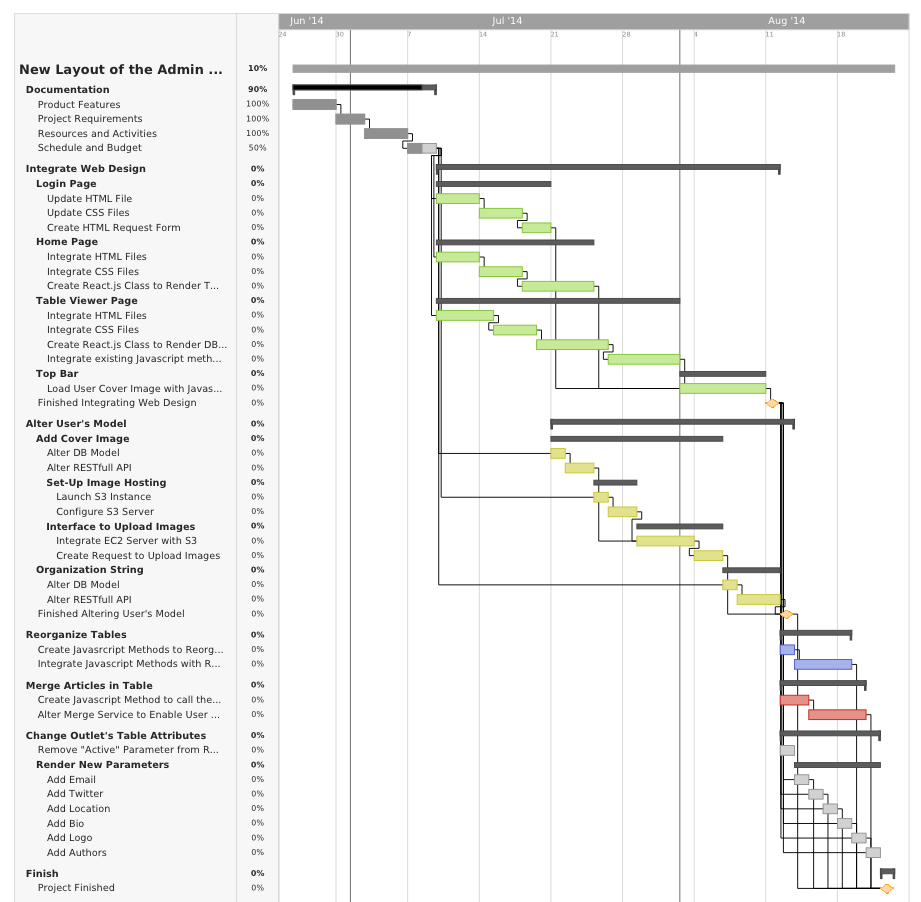 Jun '14 Jul '14 Aug '14
24 30 7 14 21 28 4 11 18
New Layout of the Admin ... 10%
Documentation 90%
Product Features 100%
Project Requirements 100%
Resources and Activities 100%
Schedule and Budget 50%
Integrate Web Design 0%
Login Page 0%
Update HTML File 0%
Update CSS Files 0%
Create HTML Request Form 0%
Home Page 0%
Integrate HTML Files 0%
Integrate CSS Files 0%
Create React.js Class to Render T... 0%
Table Viewer Page 0%
Integrate HTML Files 0%
Integrate CSS Files 0%
Create React.js Class to Render DB... 0%
Integrate existing Javascript meth... 0%
Top Bar 0%
Load User Cover Image with Javas... 0%
Finished Integrating Web Design 0%
Alter User's Model 0%
Add Cover Image 0%
Alter DB Model 0%
Alter RESTfull API 0%
Set-Up Image Hosting 0%
Launch S3 Instance 0%
Configure S3 Server 0%
Interface to Upload Images 0%
Integrate EC2 Server with S3 0%
Create Request to Upload Images 0%
Organization String 0%
Alter DB Model 0%
Alter RESTfull API 0%
Finished Altering User's Model 0%
Reorganize Tables 0%
Create Javasrcript Methods to Reorg... 0%
Integrate Javascript Methods with R... 0%
Merge Articles in Table 0%
Create Javascript Method to call the... 0%
Alter Merge Service to Enable User ... 0%
Change Outlet's Table Attributes 0%
Remove "Active" Parameter from R... 0%
Render New Parameters 0%
Add Email 0%
Add Twitter 0%
Add Location 0%
Add Bio 0%
Add Logo 0%
Add Authors 0%
Finish 0%
Project Finished 0%